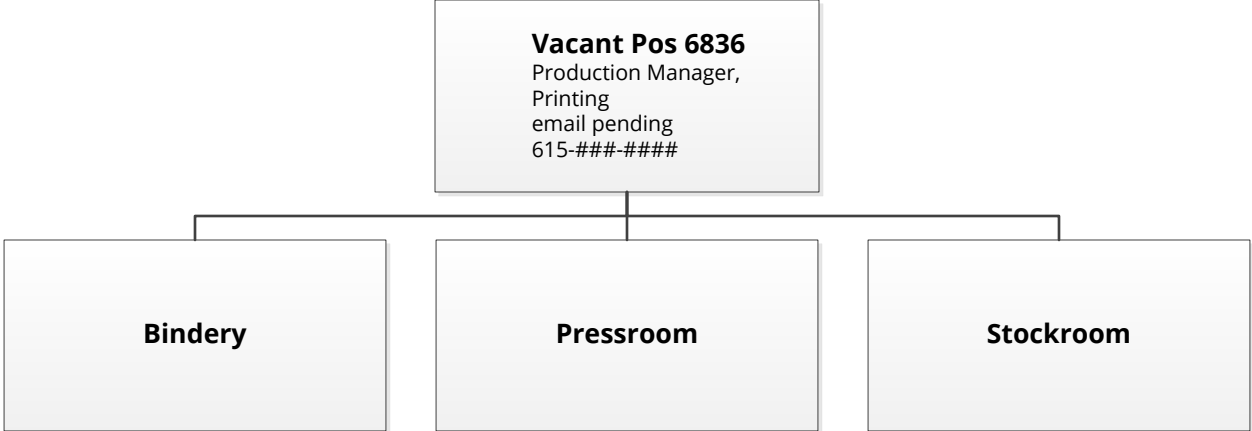 Vacant Pos 6836
Production Manager,
Printing
email pending
615-###-####
Bindery
Pressroom
Stockroom